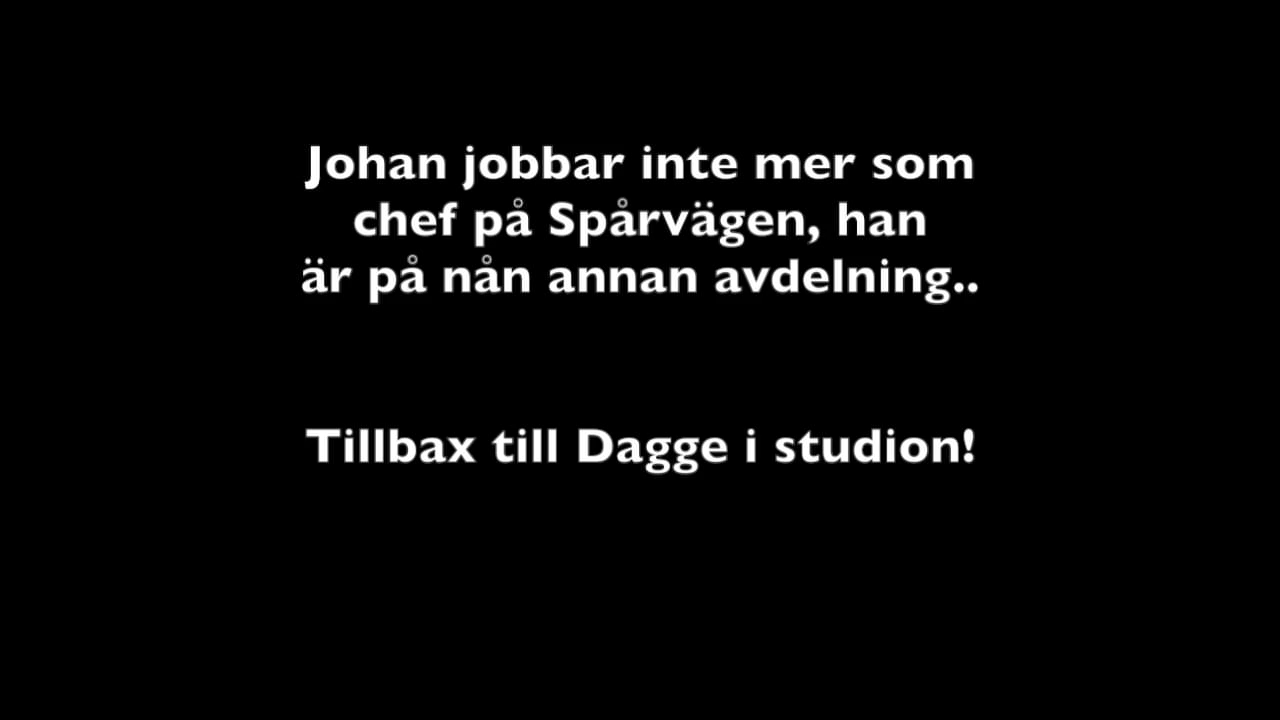 Johan jobbar inte mer som
chef på Spårvägen, han
är på nån annan avdelning..
Tillbax till Dagge i studion!